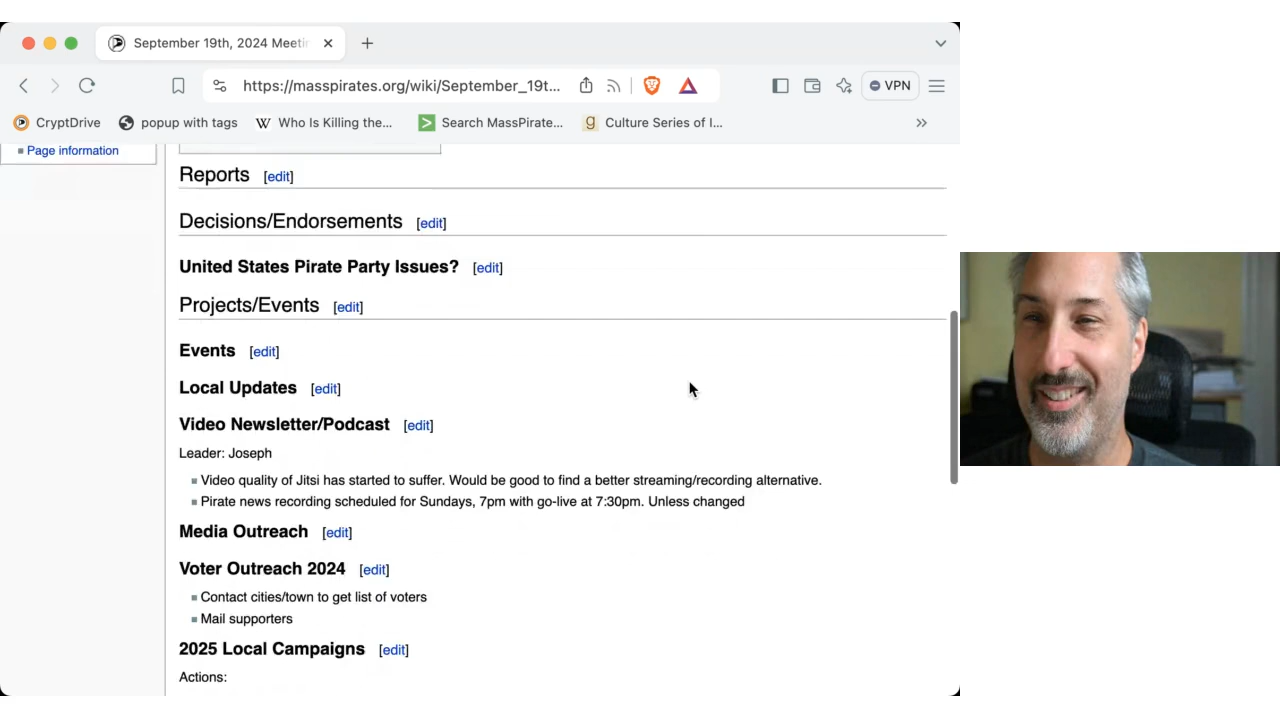 September 19th, 2024 Meeti
https://masspirates.org/wiki/September_19t...
VPN
CryptDrive
popup with tags
Who Is Killing the...
Search MassPirate...
Culture Series of I...
Page information
Reports [edit]
Decisions/Endorsements [edit]
United States Pirate Party Issues? [edit]
Projects/Events [edit]
Events [edit]
Local Updates [edit]
Video Newsletter/Podcast [edit]
Leader: Joseph
Video quality of Jitsi has started to suffer. Would be good to find a better streaming/recording alternative.
Pirate news recording scheduled for Sundays, 7pm with go-live at 7:30pm. Unless changed
Media Outreach [edit]
Voter Outreach 2024 [edit]
Contact cities/town to get list of voters
Mail supporters
2025 Local Campaigns [edit]
Actions: